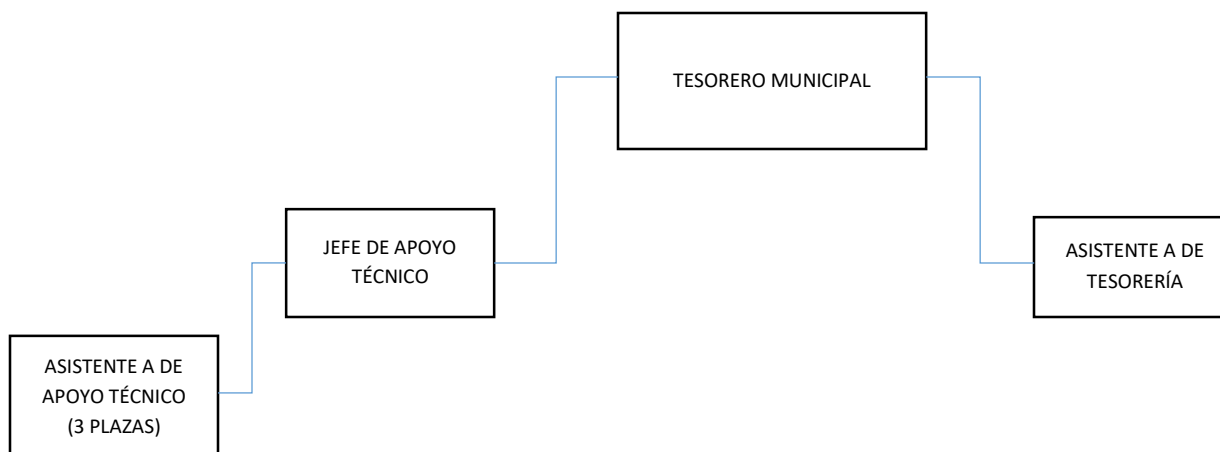 TESORERO MUNICIPAL
JEFE DE APOYO
TÉCNICO
ASISTENTE A DE
TESORERÍA
ASISTENTE A DE
APOYO TÉCNICO
(3 PLAZAS)